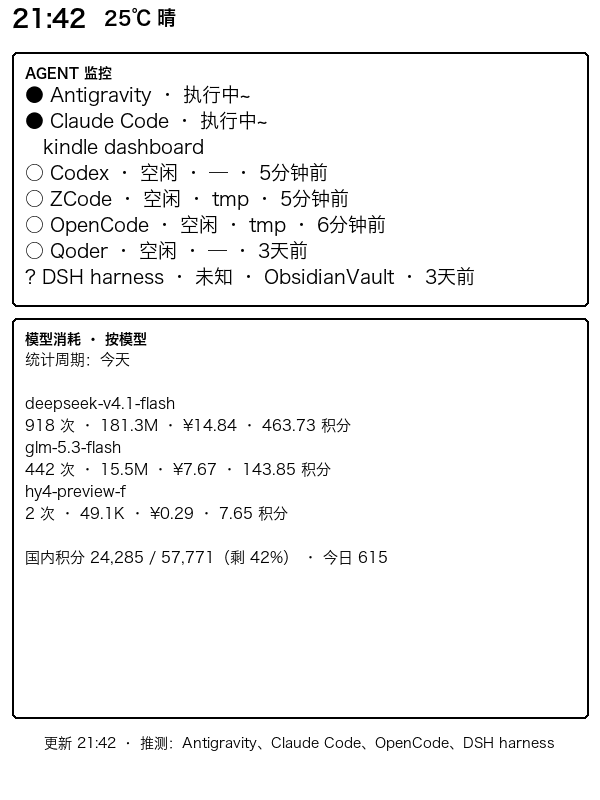 21:42 25℃ 晴
AGENT 监控
● Antigravity · 执行中~
● Claude Code · 执行中~
kindle dashboard
○ Codex · 空闲 · — · 5分钟前
○ ZCode · 空闲 · tmp · 5分钟前
○ OpenCode · 空闲 · tmp · 6分钟前
○ Qoder · 空闲 · — · 3天前
? DSH harness · 未知 · ObsidianVault · 3天前
模型消耗 · 按模型
统计周期：今天
deepseek-v4.1-flash
918 次 · 181.3M · ¥14.84 · 463.73 积分
glm-5.3-flash
442 次 · 15.5M · ¥7.67 · 143.85 积分
hy4-preview-f
2 次 · 49.1K · ¥0.29 · 7.65 积分
国内积分 24,285 / 57,771（剩 42%） · 今日 615
更新 21:42 · 推测：Antigravity、Claude Code、OpenCode、DSH harness